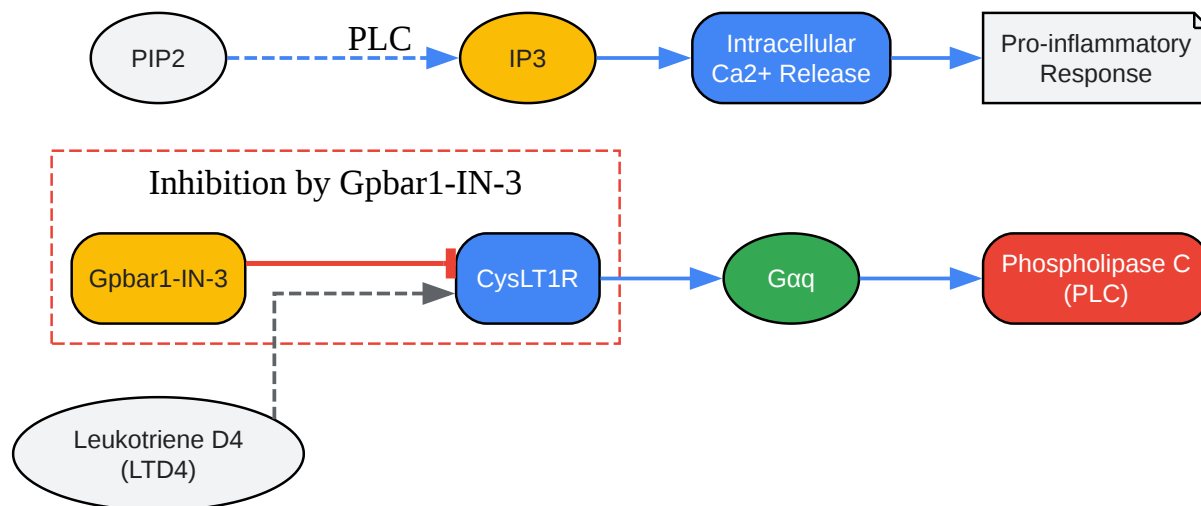 PIP2
PLC
IP3
Intracellular
Ca2+ Release
Pro-inflammatory
Response
Inhibition by Gpbar1-IN-3
Gpbar1-IN-3
CysLT1R
Gαq
Phospholipase C
(PLC)
Leukotriene D4
(LTD4)